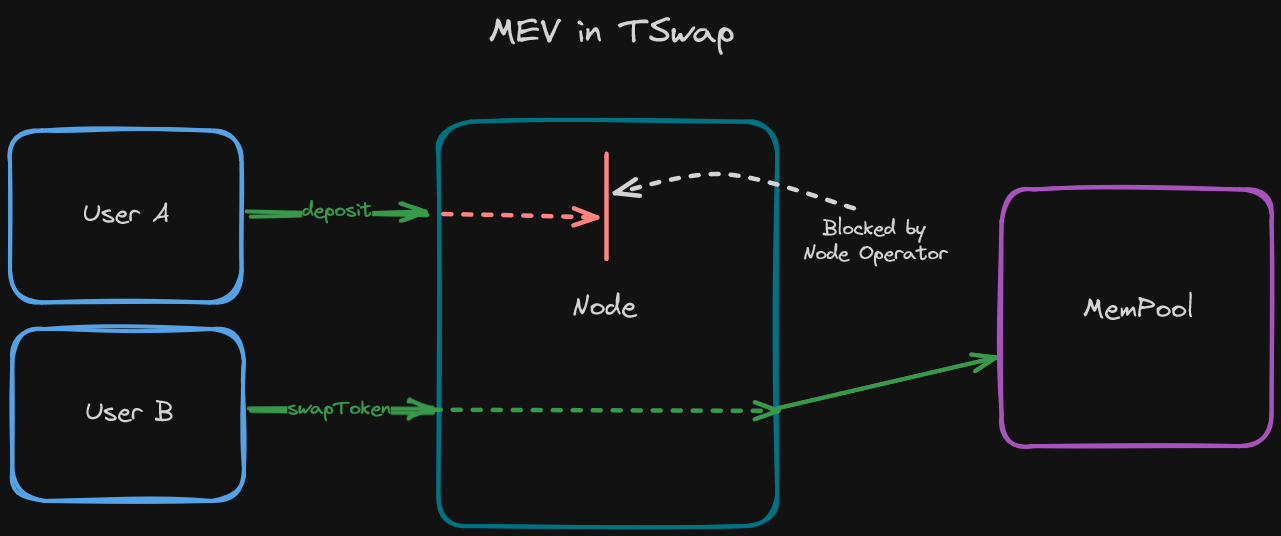 MEV in TSwap
User A
deposit
Blocked by
Node Operator
Node
MemPool
User B
swapToken